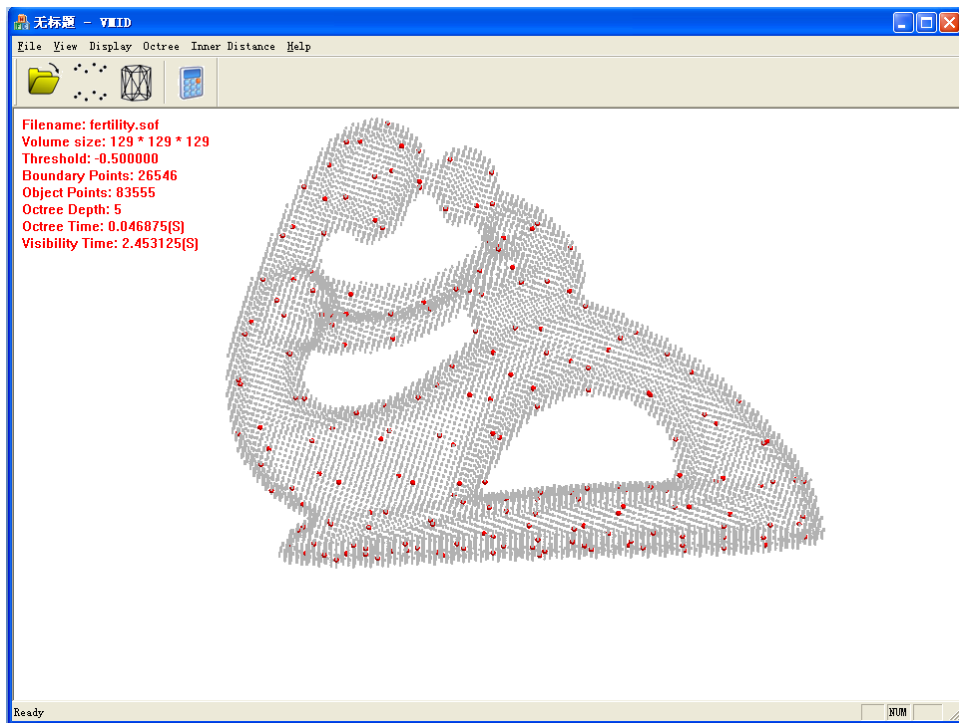 无标题 - VMID
File View Display Octree Inner Distance Help
Filename: fertility.sof
Volume size: 129 * 129 * 129
Threshold: -0.500000
Boundary Points: 26546
Object Points: 83555
Octree Depth: 5
Octree Time: 0.046875(S)
Visibility Time: 2.453125(S)
Ready NUM